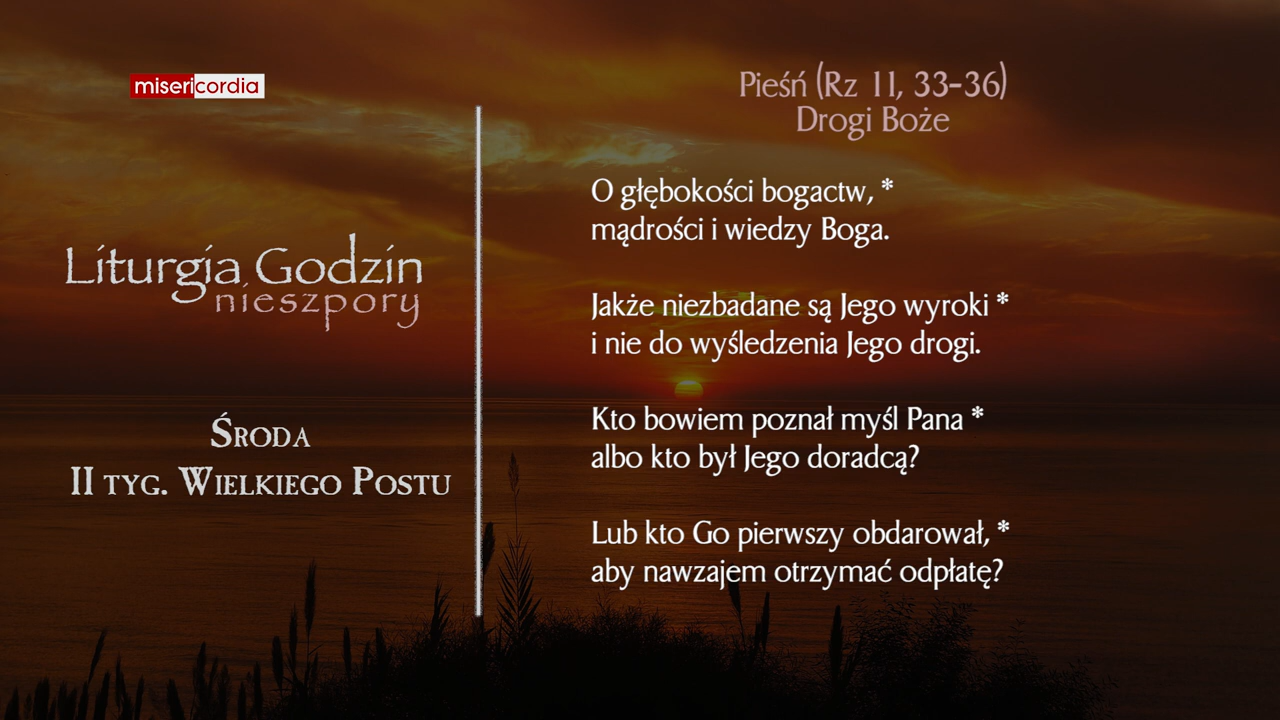 misericordia
Liturgia Godzin
nieszpory
Środa
II tyg. Wielkiego Postu
Pieśń (Rz 11, 33-36)
Drogi Boże
O głębokości bogactw, *
mądrości i wiedzy Boga.
Jakże niezbadane są Jego wyroki *
i nie do wyśledzenia Jego drogi.
Kto bowiem poznał myśl Pana *
albo kto był Jego doradcą?
Lub kto Go pierwszy obdarował, *
aby nawzajem otrzymać odpłatę?